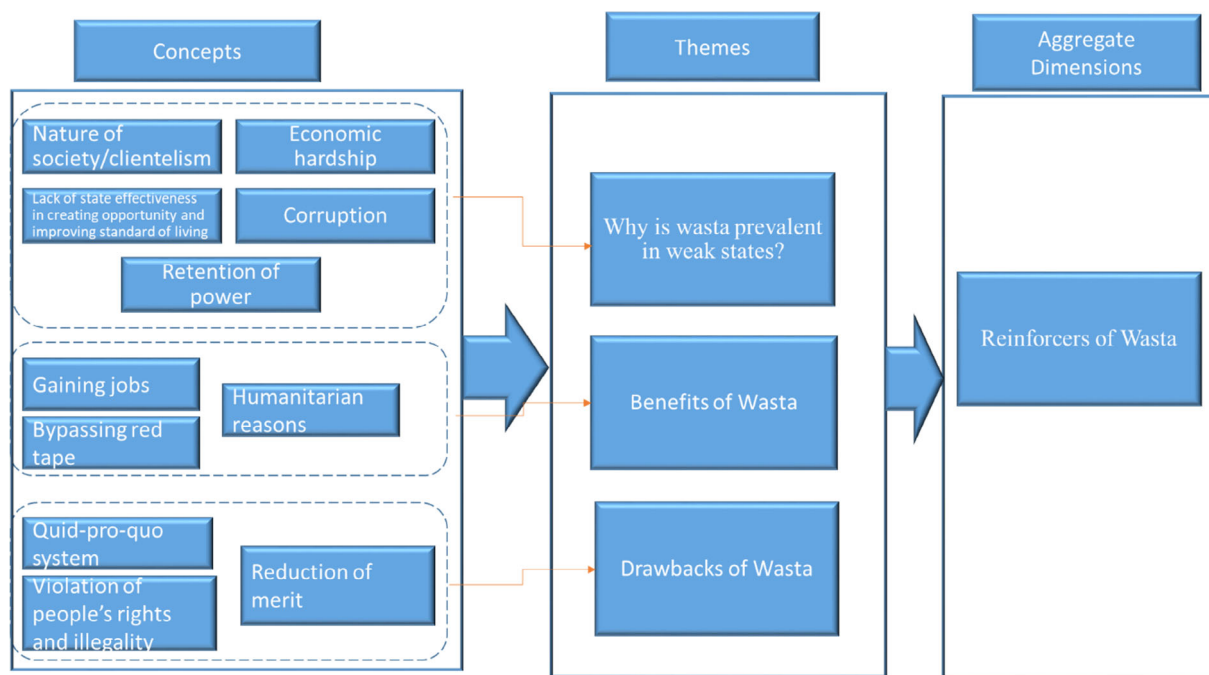 Concepts
Nature of
society/clientelism
Economic
hardship
Lack of state effectiveness
in creating opportunity and
improving standard of living
Corruption
Retention of
power
Gaining jobs
Humanitarian
reasons
Bypassing red
tape
Quid-pro-quo
system
Reduction of
merit
Violation of
people's rights
and illegality
Themes
Why is wasta prevalent
in weak states?
Benefits of Wasta
Drawbacks of Wasta
Aggregate
Dimensions
Reinforcers of Wasta